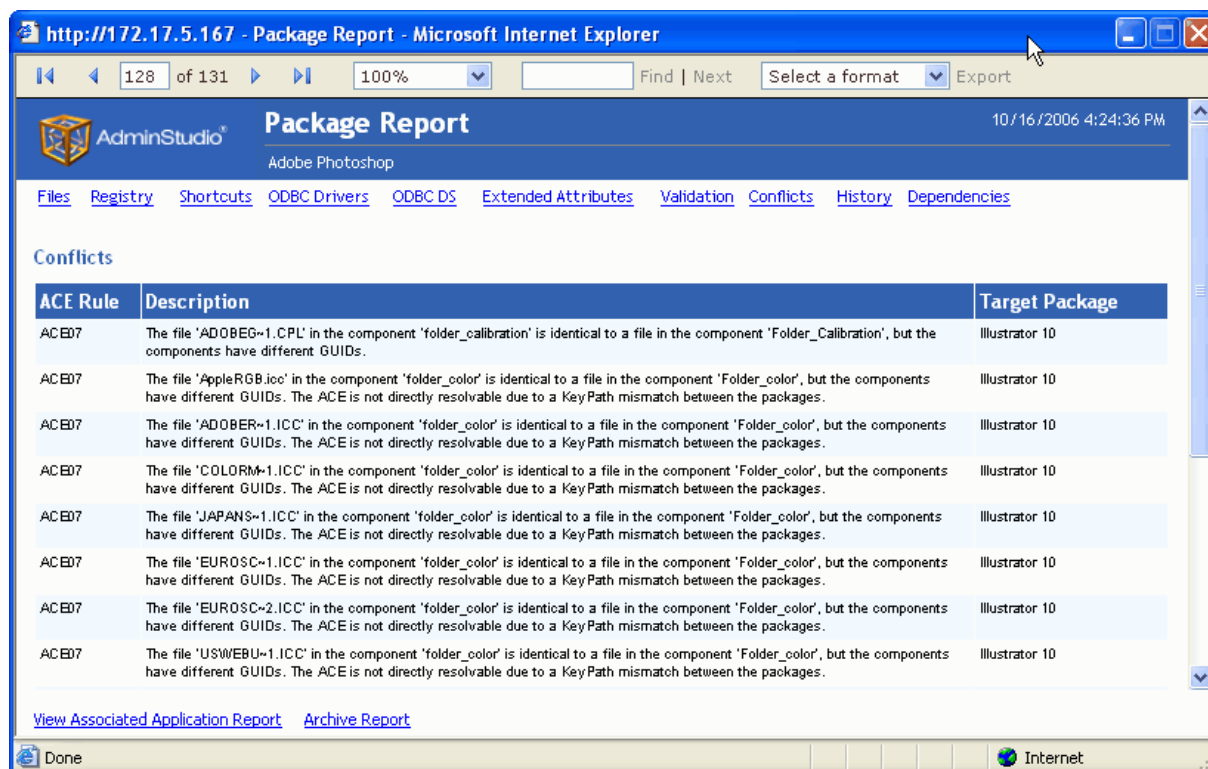 http://172.17.5.167 - Package Report - Microsoft Internet Explorer
128 of 131 100% Find | Next Select a format Export
AdminStudio® Package Report 10/16/2006 4:24:36 PM
Adobe Photoshop
Files Registry Shortcuts ODBC Drivers ODBC DS Extended Attributes Validation Conflicts History Dependencies
Conflicts
ACE Rule Description Target Package
ACE07 The file 'ADOBEG~1.CPL' in the component 'folder_calibration' is identical to a file in the component 'Folder_Calibration', but the Illustrator 10
components have different GUIDs.
ACE07 The file 'AppleRGB.icc' in the component 'folder_color' is identical to a file in the component 'Folder_color', but the components Illustrator 10
have different GUIDs. The ACE is not directly resolvable due to a KeyPath mismatch between the packages.
ACE07 The file 'ADOBER~1.ICC' in the component 'folder_color' is identical to a file in the component 'Folder_color', but the components Illustrator 10
have different GUIDs. The ACE is not directly resolvable due to a KeyPath mismatch between the packages.
ACE07 The file 'COLORM~1.ICC' in the component 'folder_color' is identical to a file in the component 'Folder_color', but the components Illustrator 10
have different GUIDs. The ACE is not directly resolvable due to a KeyPath mismatch between the packages.
ACE07 The file 'JAPANS~1.ICC' in the component 'folder_color' is identical to a file in the component 'Folder_color', but the components Illustrator 10
have different GUIDs. The ACE is not directly resolvable due to a KeyPath mismatch between the packages.
ACE07 The file 'EUROSC~1.ICC' in the component 'folder_color' is identical to a file in the component 'Folder_color', but the components Illustrator 10
have different GUIDs. The ACE is not directly resolvable due to a KeyPath mismatch between the packages.
ACE07 The file 'EUROSC~2.ICC' in the component 'folder_color' is identical to a file in the component 'Folder_color', but the components Illustrator 10
have different GUIDs. The ACE is not directly resolvable due to a KeyPath mismatch between the packages.
ACE07 The file 'USWEBU~1.ICC' in the component 'folder_color' is identical to a file in the component 'Folder_color', but the components Illustrator 10
have different GUIDs. The ACE is not directly resolvable due to a KeyPath mismatch between the packages.
View Associated Application Report Archive Report
Done Internet